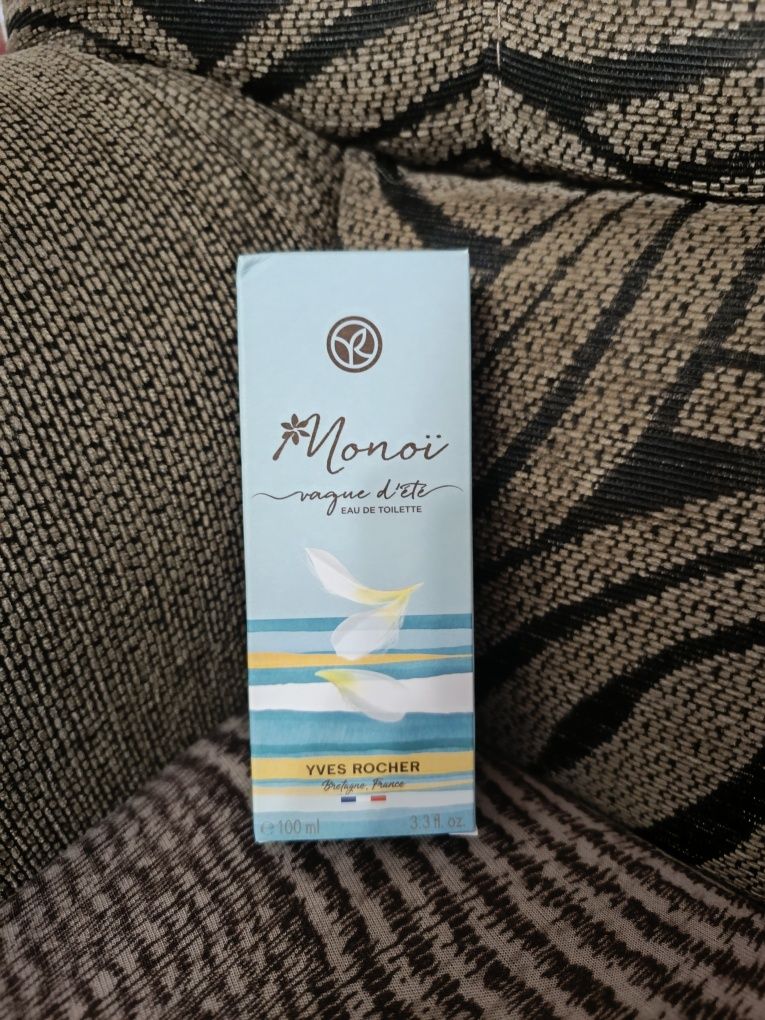 Monoï
vague d'été
EAU DE TOILETTE
YVES ROCHER
Bretagne, France
℮ 100 ml 3.3 fl. oz.